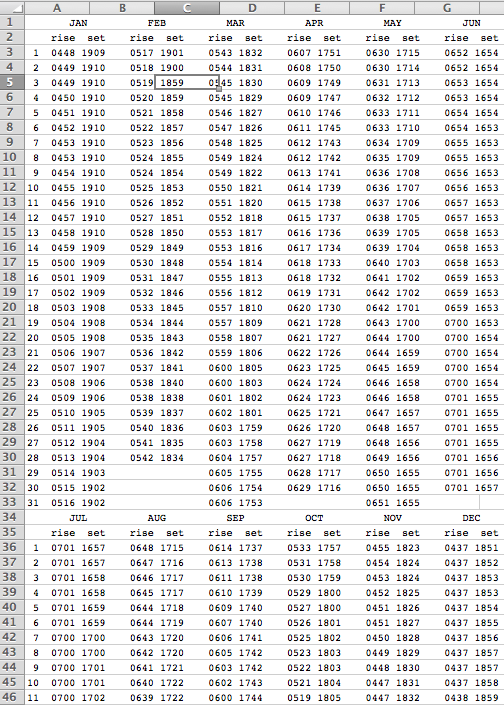 A B C D E F G
1 JAN FEB MAR APR MAY JUN
2 rise set rise set rise set rise set rise set rise set
3 1 0448 1909 0517 1901 0543 1832 0607 1751 0630 1715 0652 1654
4 2 0449 1910 0518 1900 0544 1831 0608 1750 0630 1714 0652 1654
5 3 0449 1910 0519 1859 0545 1830 0609 1749 0631 1713 0653 1654
6 4 0450 1910 0520 1859 0545 1829 0609 1747 0632 1712 0653 1654
7 5 0451 1910 0521 1858 0546 1827 0610 1746 0633 1711 0654 1654
8 6 0452 1910 0522 1857 0547 1826 0611 1745 0633 1710 0654 1653
9 7 0453 1910 0523 1856 0548 1825 0612 1743 0634 1709 0655 1653
10 8 0453 1910 0524 1855 0549 1824 0612 1742 0635 1709 0655 1653
11 9 0454 1910 0524 1854 0549 1822 0613 1741 0636 1708 0656 1653
12 10 0455 1910 0525 1853 0550 1821 0614 1739 0636 1707 0656 1653
13 11 0456 1910 0526 1852 0551 1820 0615 1738 0637 1706 0657 1653
14 12 0457 1910 0527 1851 0552 1818 0615 1737 0638 1705 0657 1653
15 13 0458 1910 0528 1850 0553 1817 0616 1736 0639 1705 0658 1653
16 14 0459 1909 0529 1849 0553 1816 0617 1734 0639 1704 0658 1653
17 15 0500 1909 0530 1848 0554 1814 0618 1733 0640 1703 0658 1653
18 16 0501 1909 0531 1847 0555 1813 0618 1732 0641 1702 0659 1653
19 17 0502 1909 0532 1846 0556 1812 0619 1731 0642 1702 0659 1653
20 18 0503 1908 0533 1845 0557 1810 0620 1730 0642 1701 0659 1653
21 19 0504 1908 0534 1844 0557 1809 0621 1728 0643 1700 0700 1653
22 20 0505 1908 0535 1843 0558 1807 0621 1727 0644 1700 0700 1654
23 21 0506 1907 0536 1842 0559 1806 0622 1726 0644 1659 0700 1654
24 22 0507 1907 0537 1841 0600 1805 0623 1725 0645 1659 0700 1654
25 23 0508 1906 0538 1840 0600 1803 0624 1724 0646 1658 0700 1654
26 24 0509 1906 0538 1838 0601 1802 0624 1723 0646 1658 0701 1655
27 25 0510 1905 0539 1837 0602 1801 0625 1721 0647 1657 0701 1655
28 26 0511 1905 0540 1836 0603 1759 0626 1720 0648 1657 0701 1655
29 27 0512 1904 0541 1835 0603 1758 0627 1719 0648 1656 0701 1655
30 28 0513 1904 0542 1834 0604 1757 0627 1718 0649 1656 0701 1656
31 29 0514 1903 0605 1755 0628 1717 0650 1655 0701 1656
32 30 0515 1902 0606 1754 0629 1716 0650 1655 0701 1657
33 31 0516 1902 0606 1753 0651 1655
34 JUL AUG SEP OCT NOV DEC
35 rise set rise set rise set rise set rise set rise set
36 1 0701 1657 0648 1715 0614 1737 0533 1757 0455 1823 0437 1851
37 2 0701 1657 0647 1716 0613 1738 0531 1758 0454 1824 0437 1852
38 3 0701 1658 0646 1717 0611 1738 0530 1759 0453 1824 0437 1853
39 4 0701 1658 0645 1717 0610 1739 0529 1800 0452 1825 0437 1853
40 5 0701 1659 0644 1718 0609 1740 0527 1800 0451 1826 0437 1854
41 6 0701 1659 0644 1719 0607 1740 0526 1801 0451 1827 0437 1855
42 7 0700 1700 0643 1720 0606 1741 0525 1802 0450 1828 0437 1856
43 8 0700 1700 0642 1720 0605 1742 0523 1803 0449 1829 0437 1857
44 9 0700 1701 0641 1721 0603 1742 0522 1803 0448 1830 0437 1857
45 10 0700 1701 0640 1722 0602 1743 0521 1804 0447 1831 0437 1858
46 11 0700 1702 0639 1722 0600 1744 0519 1805 0447 1832 0438 1859